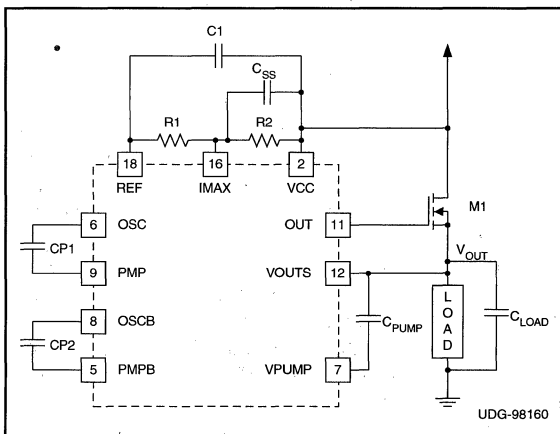 C1
CSS
R1
R2
18
16
2
REF
IMAX
VCC
M1
6
OSC
OUT
11
CP1
VOUT
9
PMP
VOUTS
12
8
OSCB
LOAD
CPUMP
CLOAD
CP2
5
PMPB
VPUMP
7
UDG-98160